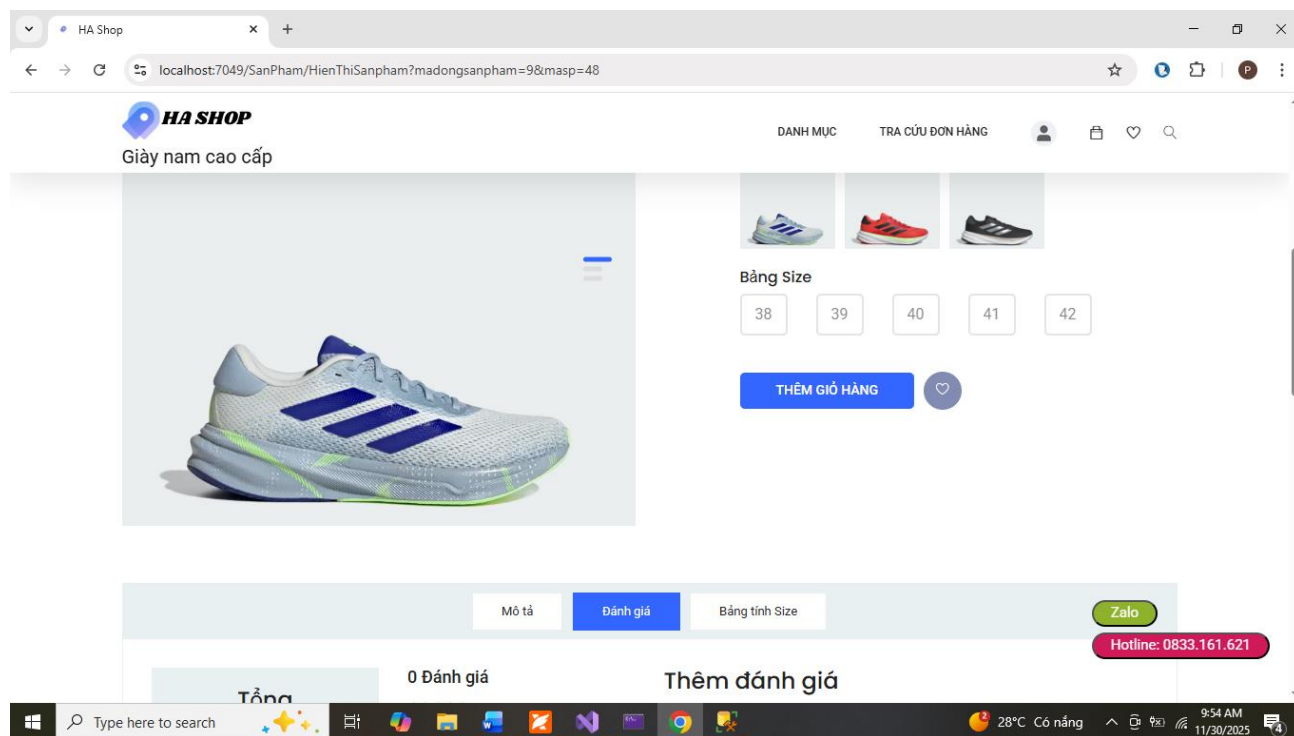 HA Shop
localhost:7049/SanPham/HienThiSanpham?madongsanpham=9&masp=48
P
HA SHOP
Giày nam cao cấp
DANH MỤC
TRA CỨU ĐƠN HÀNG
Bảng Size
38 39 40 41 42
THÊM GIỎ HÀNG
Mô tả
Đánh giá
Bảng tính Size
Zalo
Hotline: 0833.161.621
Tổng
0 Đánh giá
Thêm đánh giá
Type here to search
2
28°C Có nắng
9:54 AM
11/30/2025
4